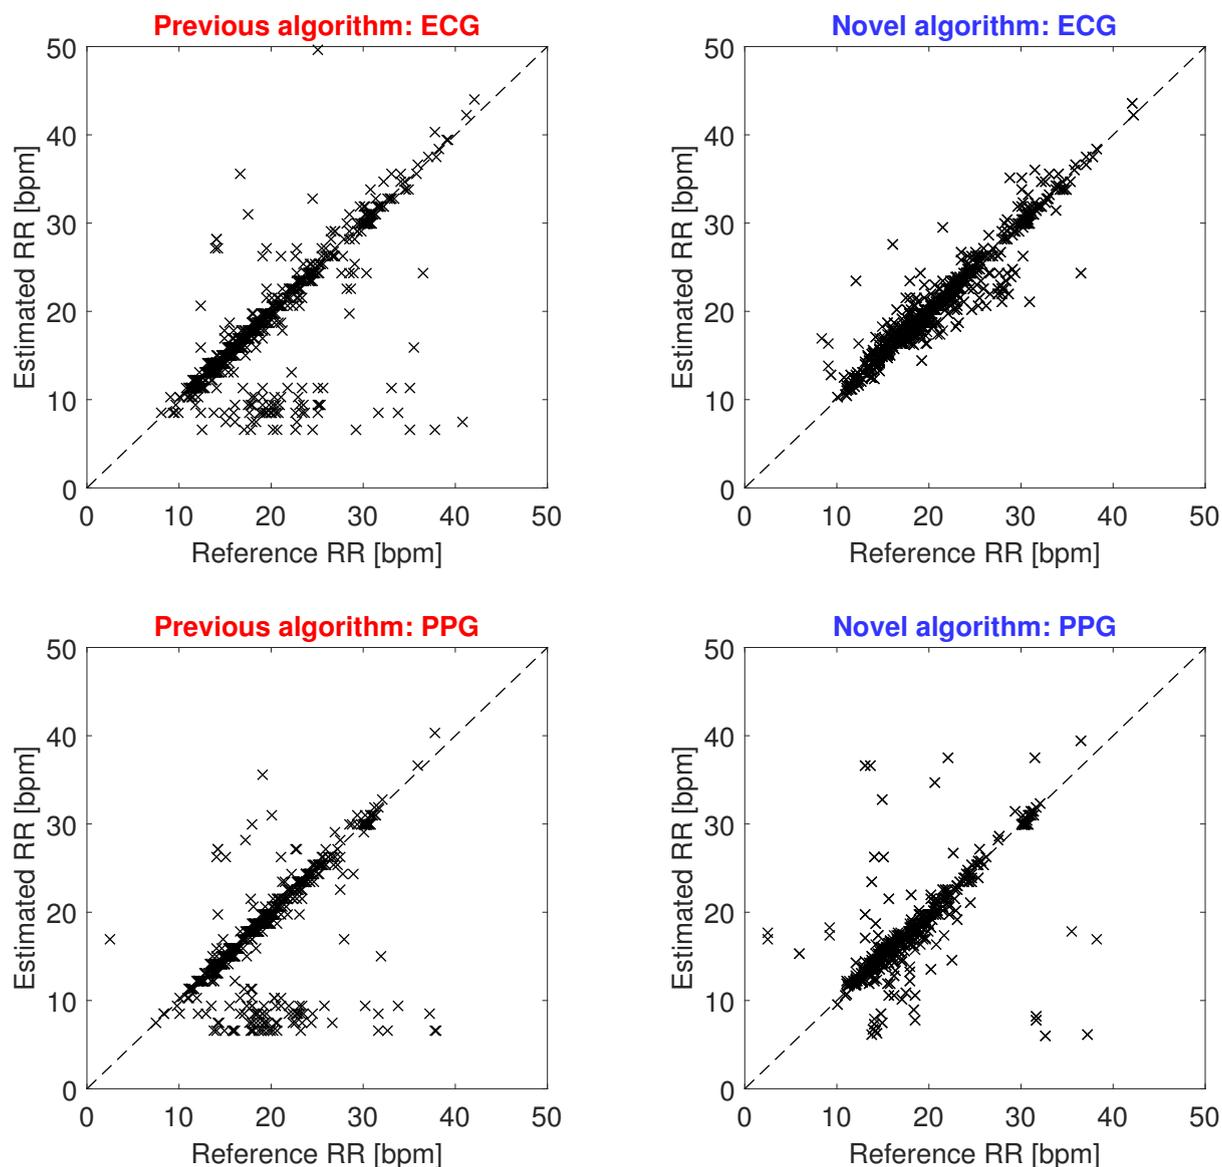 Previous algorithm: ECG
50
40
30
20
10
0
Estimated RR [bpm]
0 10 20 30 40 50
Reference RR [bpm]
Novel algorithm: ECG
50
40
30
20
10
0
Estimated RR [bpm]
0 10 20 30 40 50
Reference RR [bpm]
Previous algorithm: PPG
50
40
30
20
10
0
Estimated RR [bpm]
0 10 20 30 40 50
Reference RR [bpm]
Novel algorithm: PPG
50
40
30
20
10
0
Estimated RR [bpm]
0 10 20 30 40 50
Reference RR [bpm]